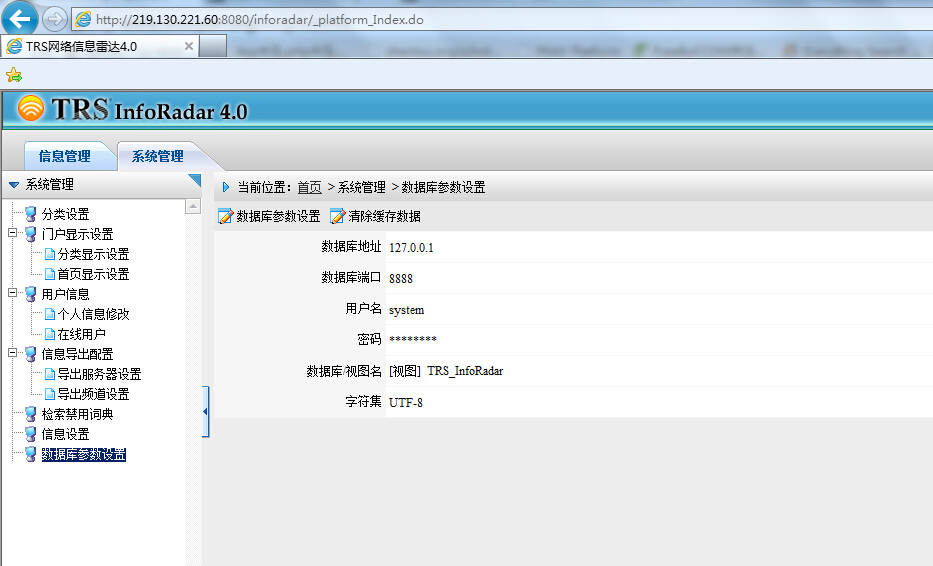 http://219.130.221.60:8080/inforadar/_platform_Index.do
TRS网络信息雷达4.0
TRS InfoRadar 4.0
信息管理
系统管理
系统管理
当前位置：首页 >系统管理 >数据库参数设置
分类设置
门户显示设置
分类显示设置
首页显示设置
用户信息
个人信息修改
在线用户
信息导出配置
导出服务器设置
导出频道设置
检索禁用词典
信息设置
数据库参数设置
数据库参数设置 清除缓存数据
数据库地址 127.0.0.1
数据库端口 8888
用户名 system
密码 ********
数据库/视图名 [视图] TRS_InfoRadar
字符集 UTF-8